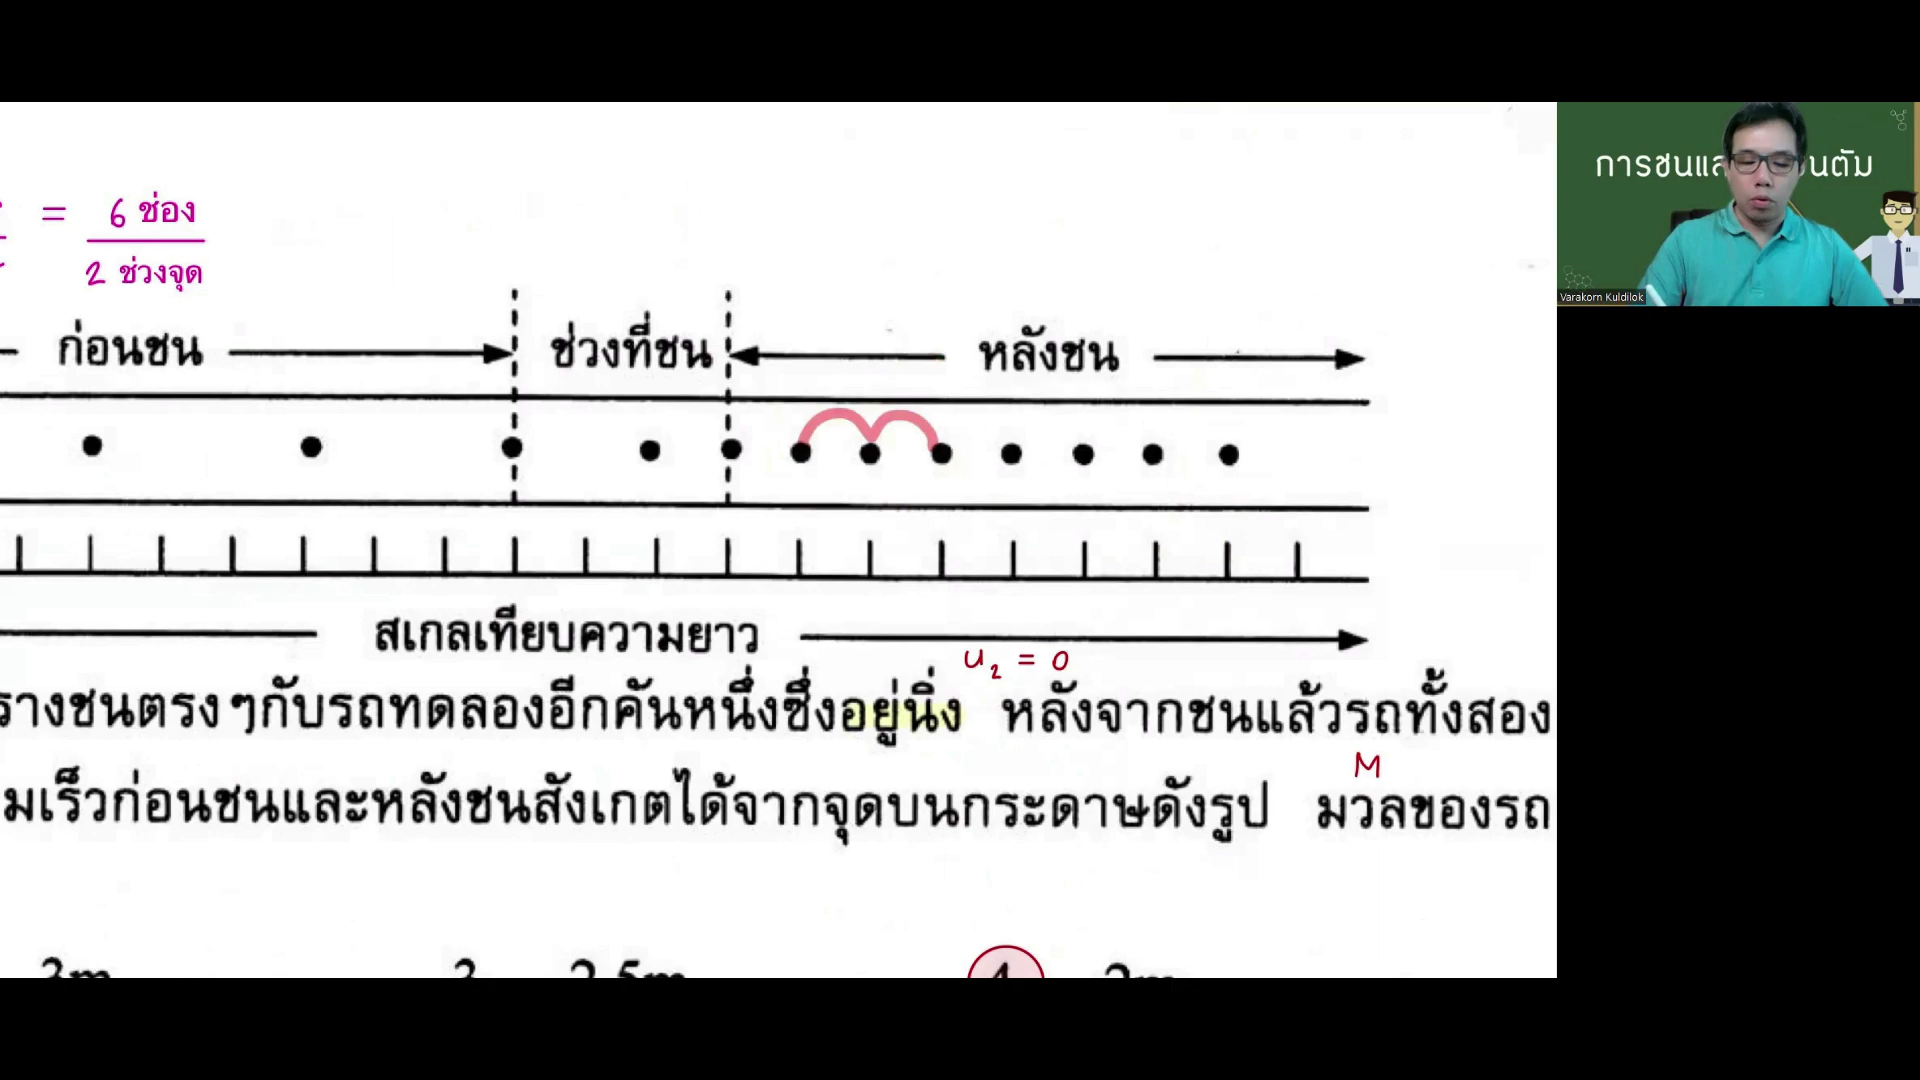 การชนแล นตัม
Varakorn Kuldilok
= 6 ช่อง
2 ช่วงจุด
ก่อนชน ช่วงที่ชน หลังชน
สเกลเทียบความยาว
u₂ = 0
รางชนตรงๆกับรถทดลองอีกคันหนึ่งซึ่งอยู่นิ่ง หลังจากชนแล้วรถทั้งสอง
M
มเร็วก่อนชนและหลังชนสังเกตได้จากจุดบนกระดาษดังรูป มวลของรถ
3m 3 2.5m 4 2m